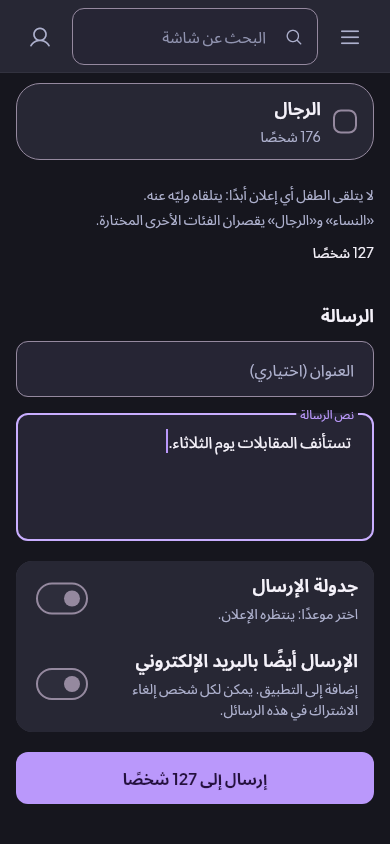 البحث عن شاشة
الرجال
176 شخصًا
لا يتلقى الطفل أي إعلان أبدًا: يتلقاه وليّه عنه.
«النساء» و«الرجال» يقصران الفئات الأخرى المختارة.
127 شخصًا
الرسالة
العنوان (اختياري)
نص الرسالة
تستأنف المقابلات يوم الثلاثاء.
جدولة الإرسال
اختر موعدًا: ينتظره الإعلان.
الإرسال أيضًا بالبريد الإلكتروني
إضافة إلى التطبيق. يمكن لكل شخص إلغاء
الاشتراك في هذه الرسائل.
إرسال إلى 127 شخصًا